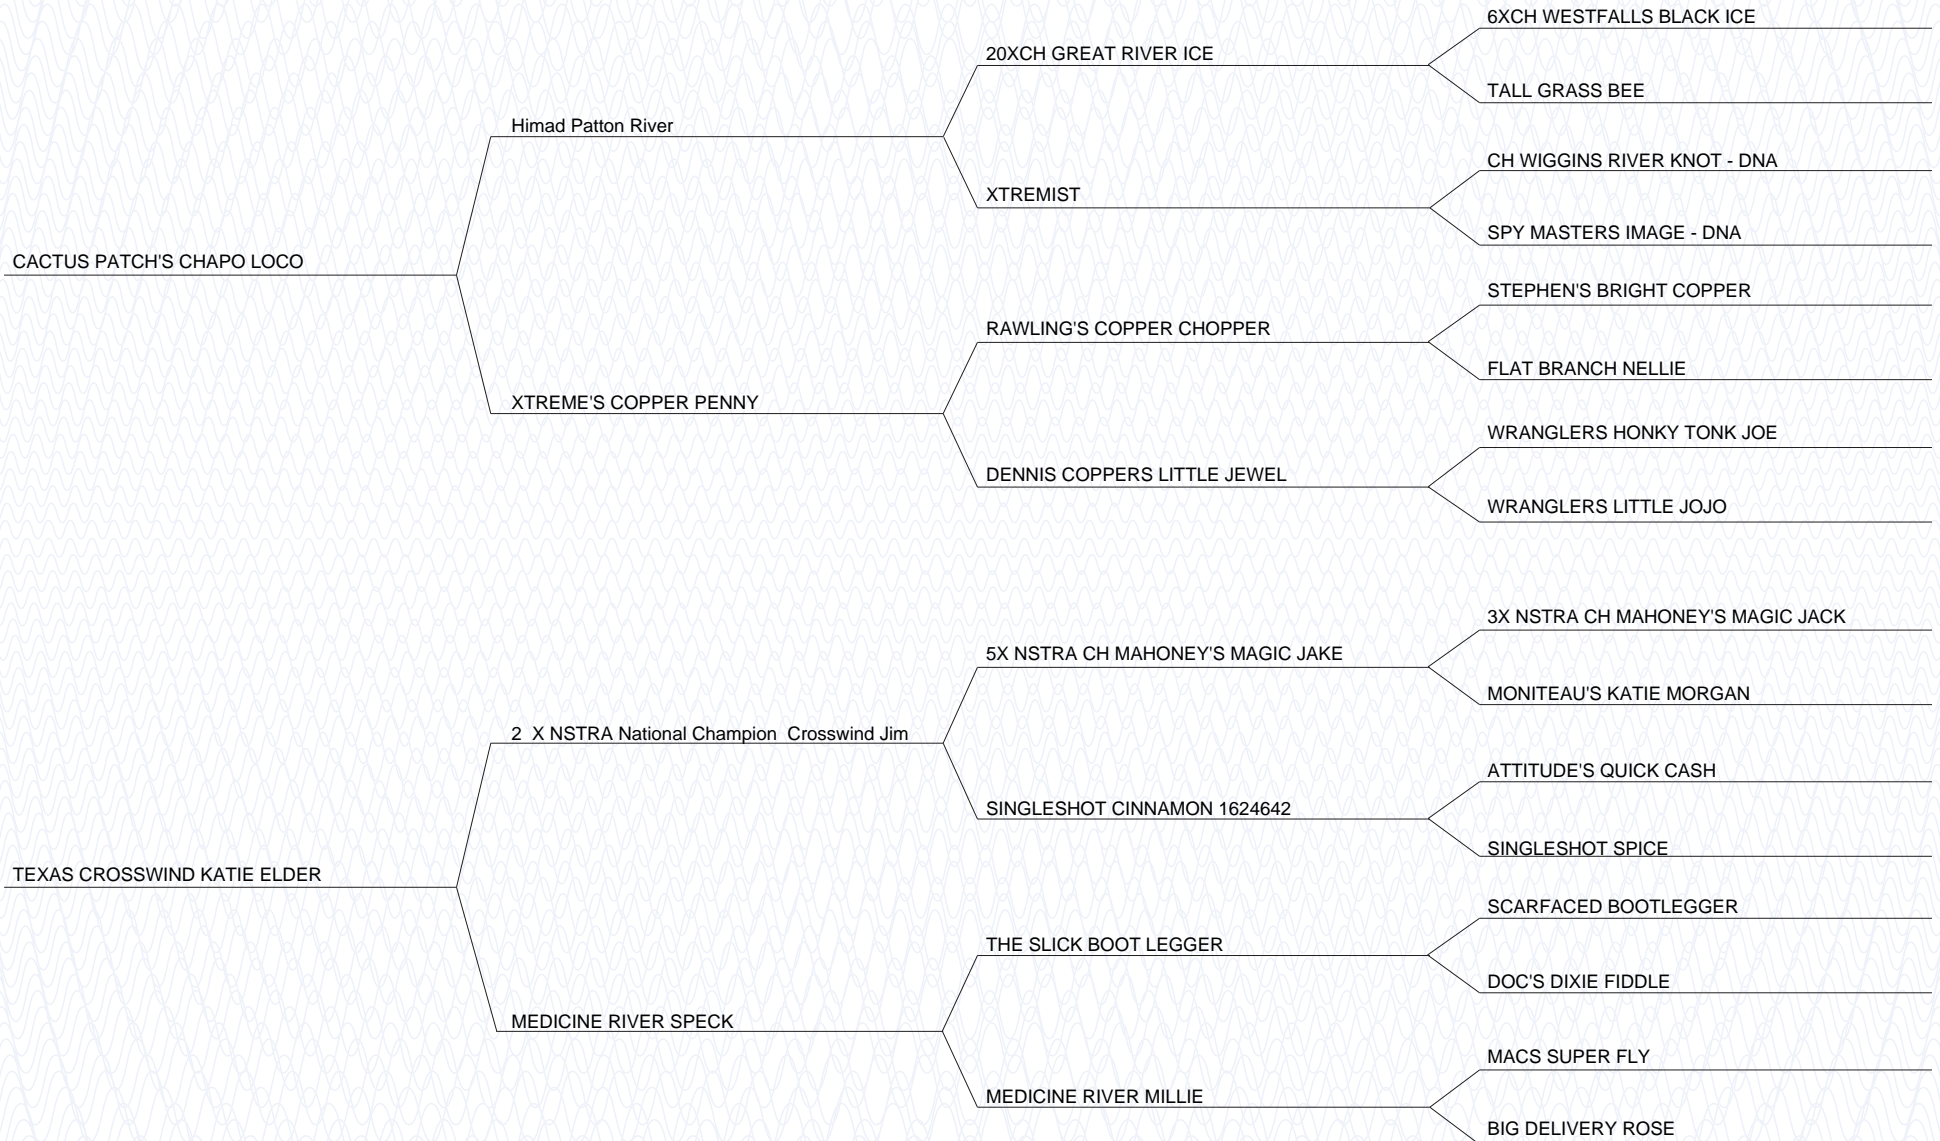 6XCH WESTFALLS BLACK ICE
20XCH GREAT RIVER ICE
TALL GRASS BEE
Himad Patton River
CH WIGGINS RIVER KNOT - DNA
XTREMIST
SPY MASTERS IMAGE - DNA
CACTUS PATCH'S CHAPO LOCO
STEPHEN'S BRIGHT COPPER
RAWLING'S COPPER CHOPPER
FLAT BRANCH NELLIE
XTREME'S COPPER PENNY
WRANGLERS HONKY TONK JOE
DENNIS COPPERS LITTLE JEWEL
WRANGLERS LITTLE JOJO
3X NSTRA CH MAHONEY'S MAGIC JACK
5X NSTRA CH MAHONEY'S MAGIC JAKE
MONITEAU'S KATIE MORGAN
2  X NSTRA National Champion  Crosswind Jim
ATTITUDE'S QUICK CASH
SINGLESHOT CINNAMON 1624642
SINGLESHOT SPICE
TEXAS CROSSWIND KATIE ELDER
SCARFACED BOOTLEGGER
THE SLICK BOOT LEGGER
DOC'S DIXIE FIDDLE
MEDICINE RIVER SPECK
MACS SUPER FLY
MEDICINE RIVER MILLIE
BIG DELIVERY ROSE